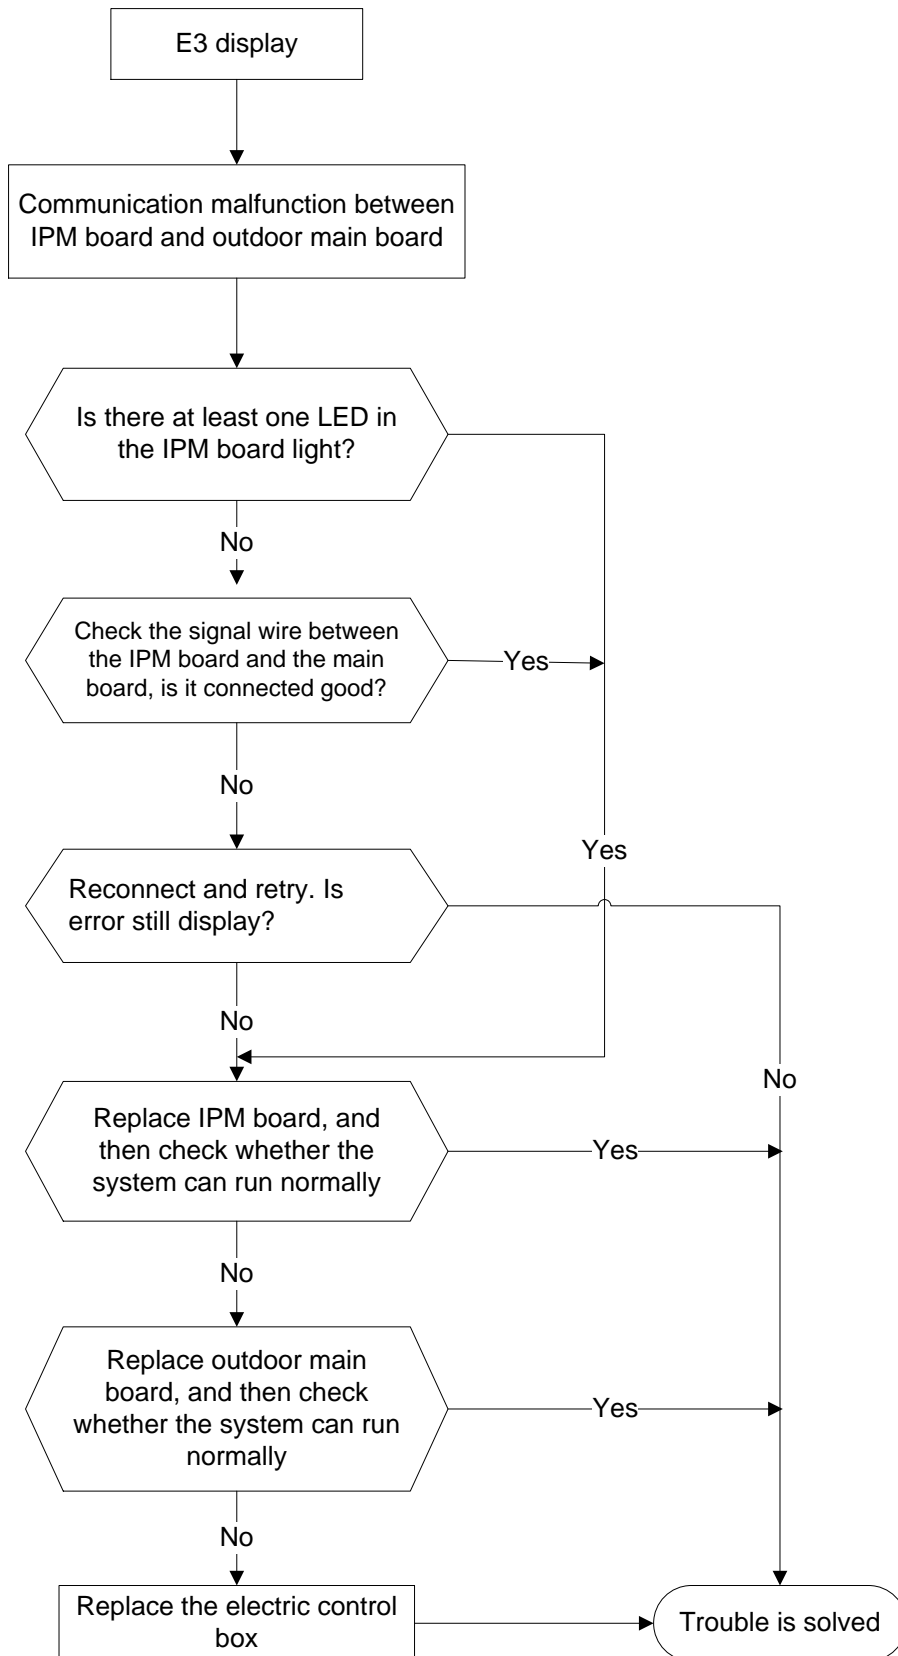 E3 display
Communication malfunction between
IPM board and outdoor main board
Is there at least one LED in
the IPM board light?
No
Check the signal wire between
the IPM board and the main
board, is it connected good?
Yes
No
Yes
Reconnect and retry. Is
error still display?
No
No
Replace IPM board, and
then check whether the
system can run normally
Yes
No
Replace outdoor main
board, and then check
whether the system can run
normally
Yes
No
Replace the electric control
box
Trouble is solved